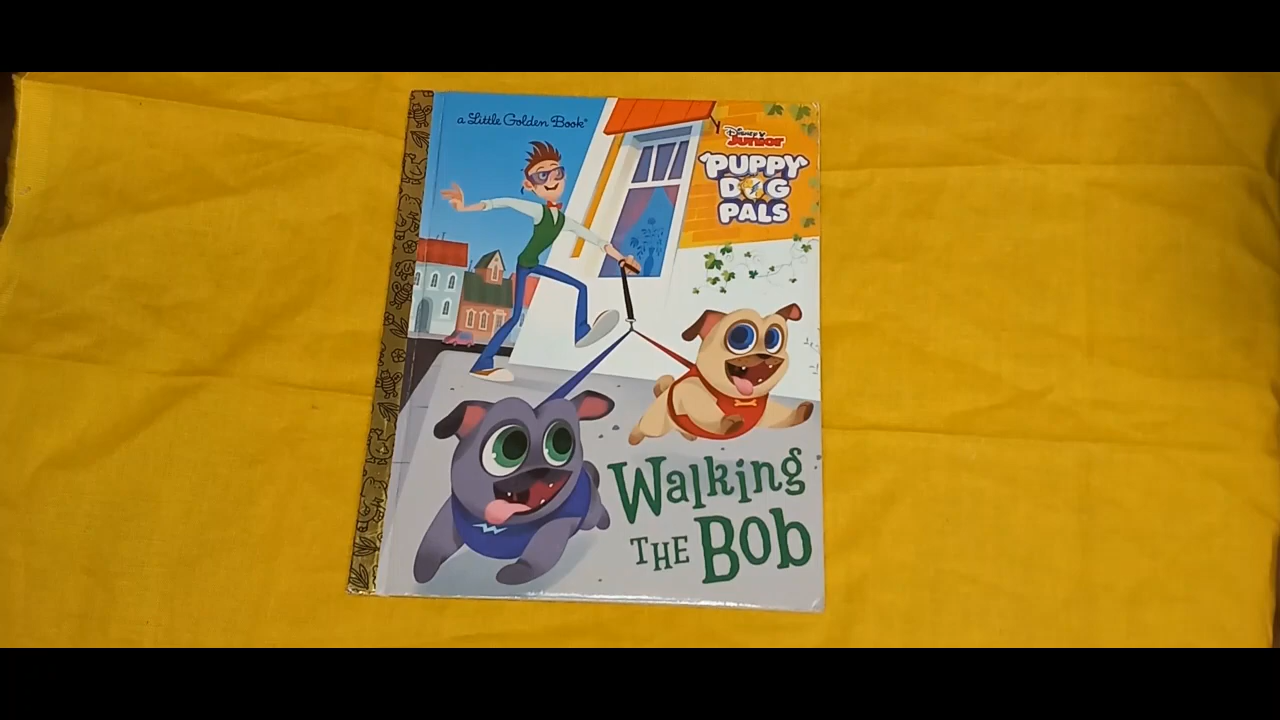 a Little Golden Book®
Disney
Junior
PUPPY
DOG
PALS
Walking
THE BOB